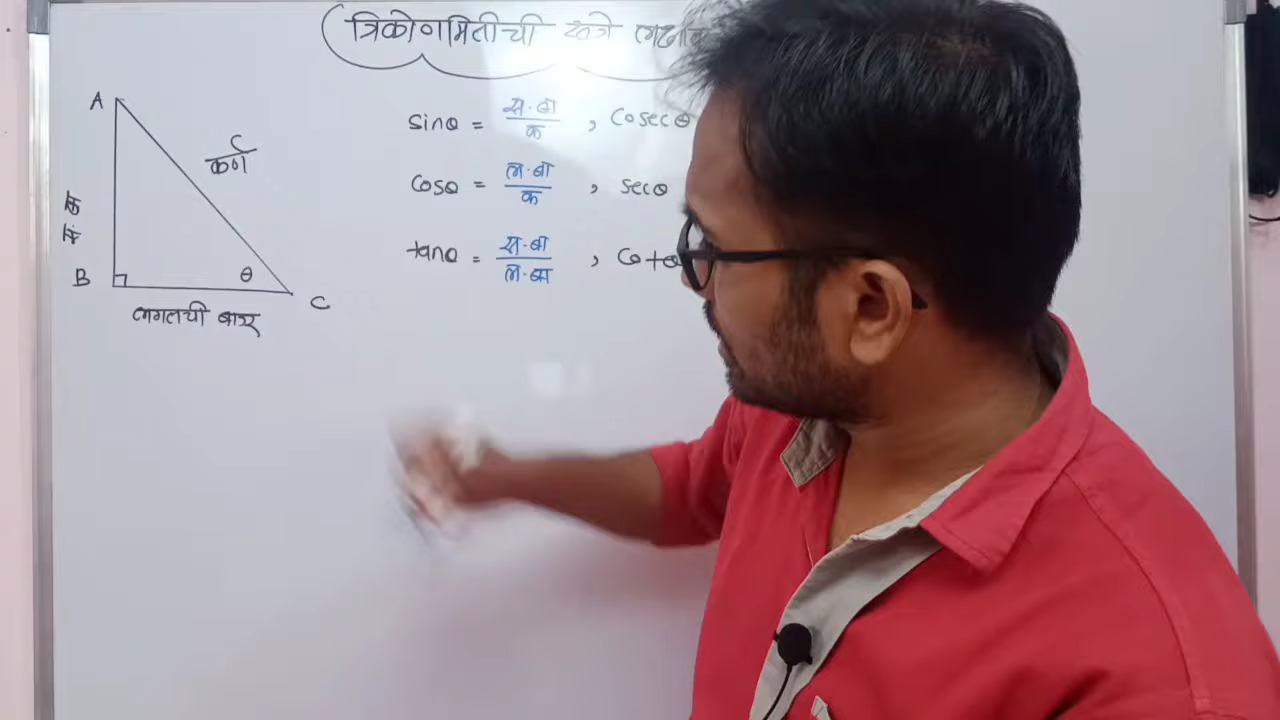 त्रिकोणमितीची सूत्रे
A
कर्ण
B
θ
C
लगतची बाजू
sinθ = स.बा / क , Cosecθ
Cosθ = ल.बा / क , secθ
tanθ = स.बा / ल.बा , Cotθ